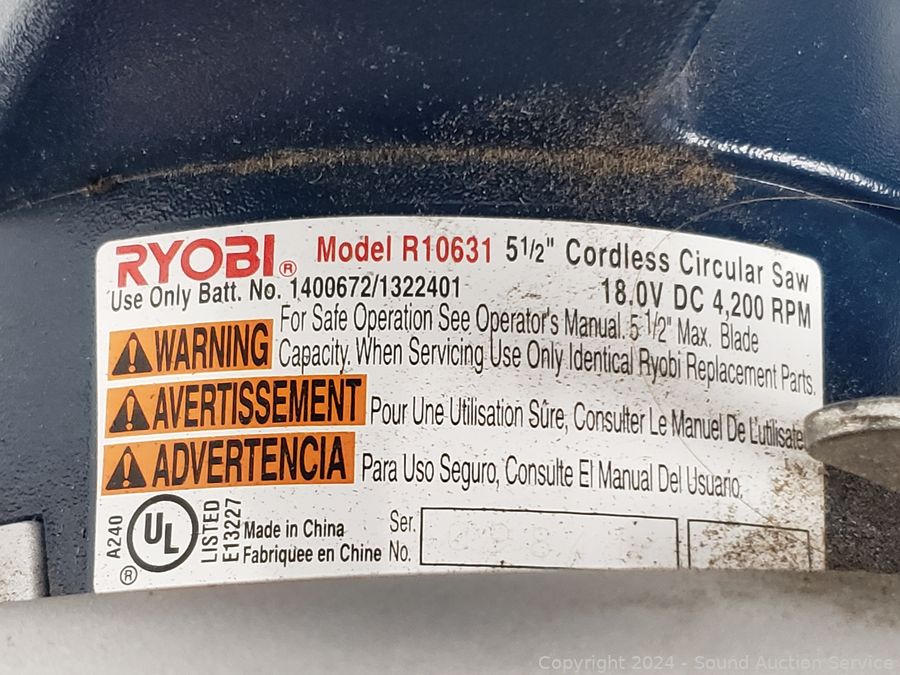 RYOBI® Model R10631 5 1/2" Cordless Circular Saw
Use Only Batt. No. 1400672/1322401 18.0V DC 4,200 RPM
WARNING For Safe Operation See Operator's Manual. 5 1/2" Max. Blade
Capacity. When Servicing Use Only Identical Ryobi Replacement Parts.
AVERTISSEMENT Pour Une Utilisation Sûre, Consulter Le Manuel De L'utilisate
ADVERTENCIA Para Uso Seguro, Consulte El Manual Del Usuario.
A240
UL ®
LISTED
E13227
Made in China
Fabriquee en Chine
Ser.
No.
Copyright 2024 - Sound Auction Service